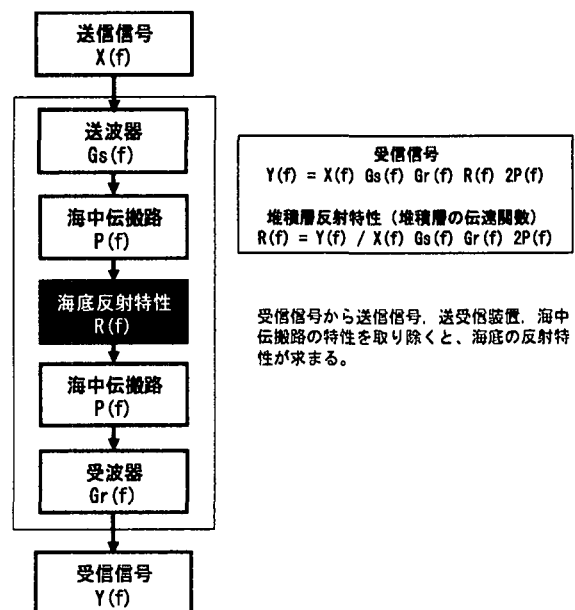 送信信号
X(f)
送波器
Gs(f)
海中伝搬路
P(f)
海底反射特性
R(f)
海中伝搬路
P(f)
受波器
Gr(f)
受信信号
Y(f)
受信信号
Y(f) = X(f) Gs(f) Gr(f) R(f) 2P(f)
堆積層反射特性（堆積層の伝達関数）
R(f) = Y(f) / X(f) Gs(f) Gr(f) 2P(f)
受信信号から送信信号，送受信装置，海中
伝搬路の特性を取り除くと、海底の反射特
性が求まる。